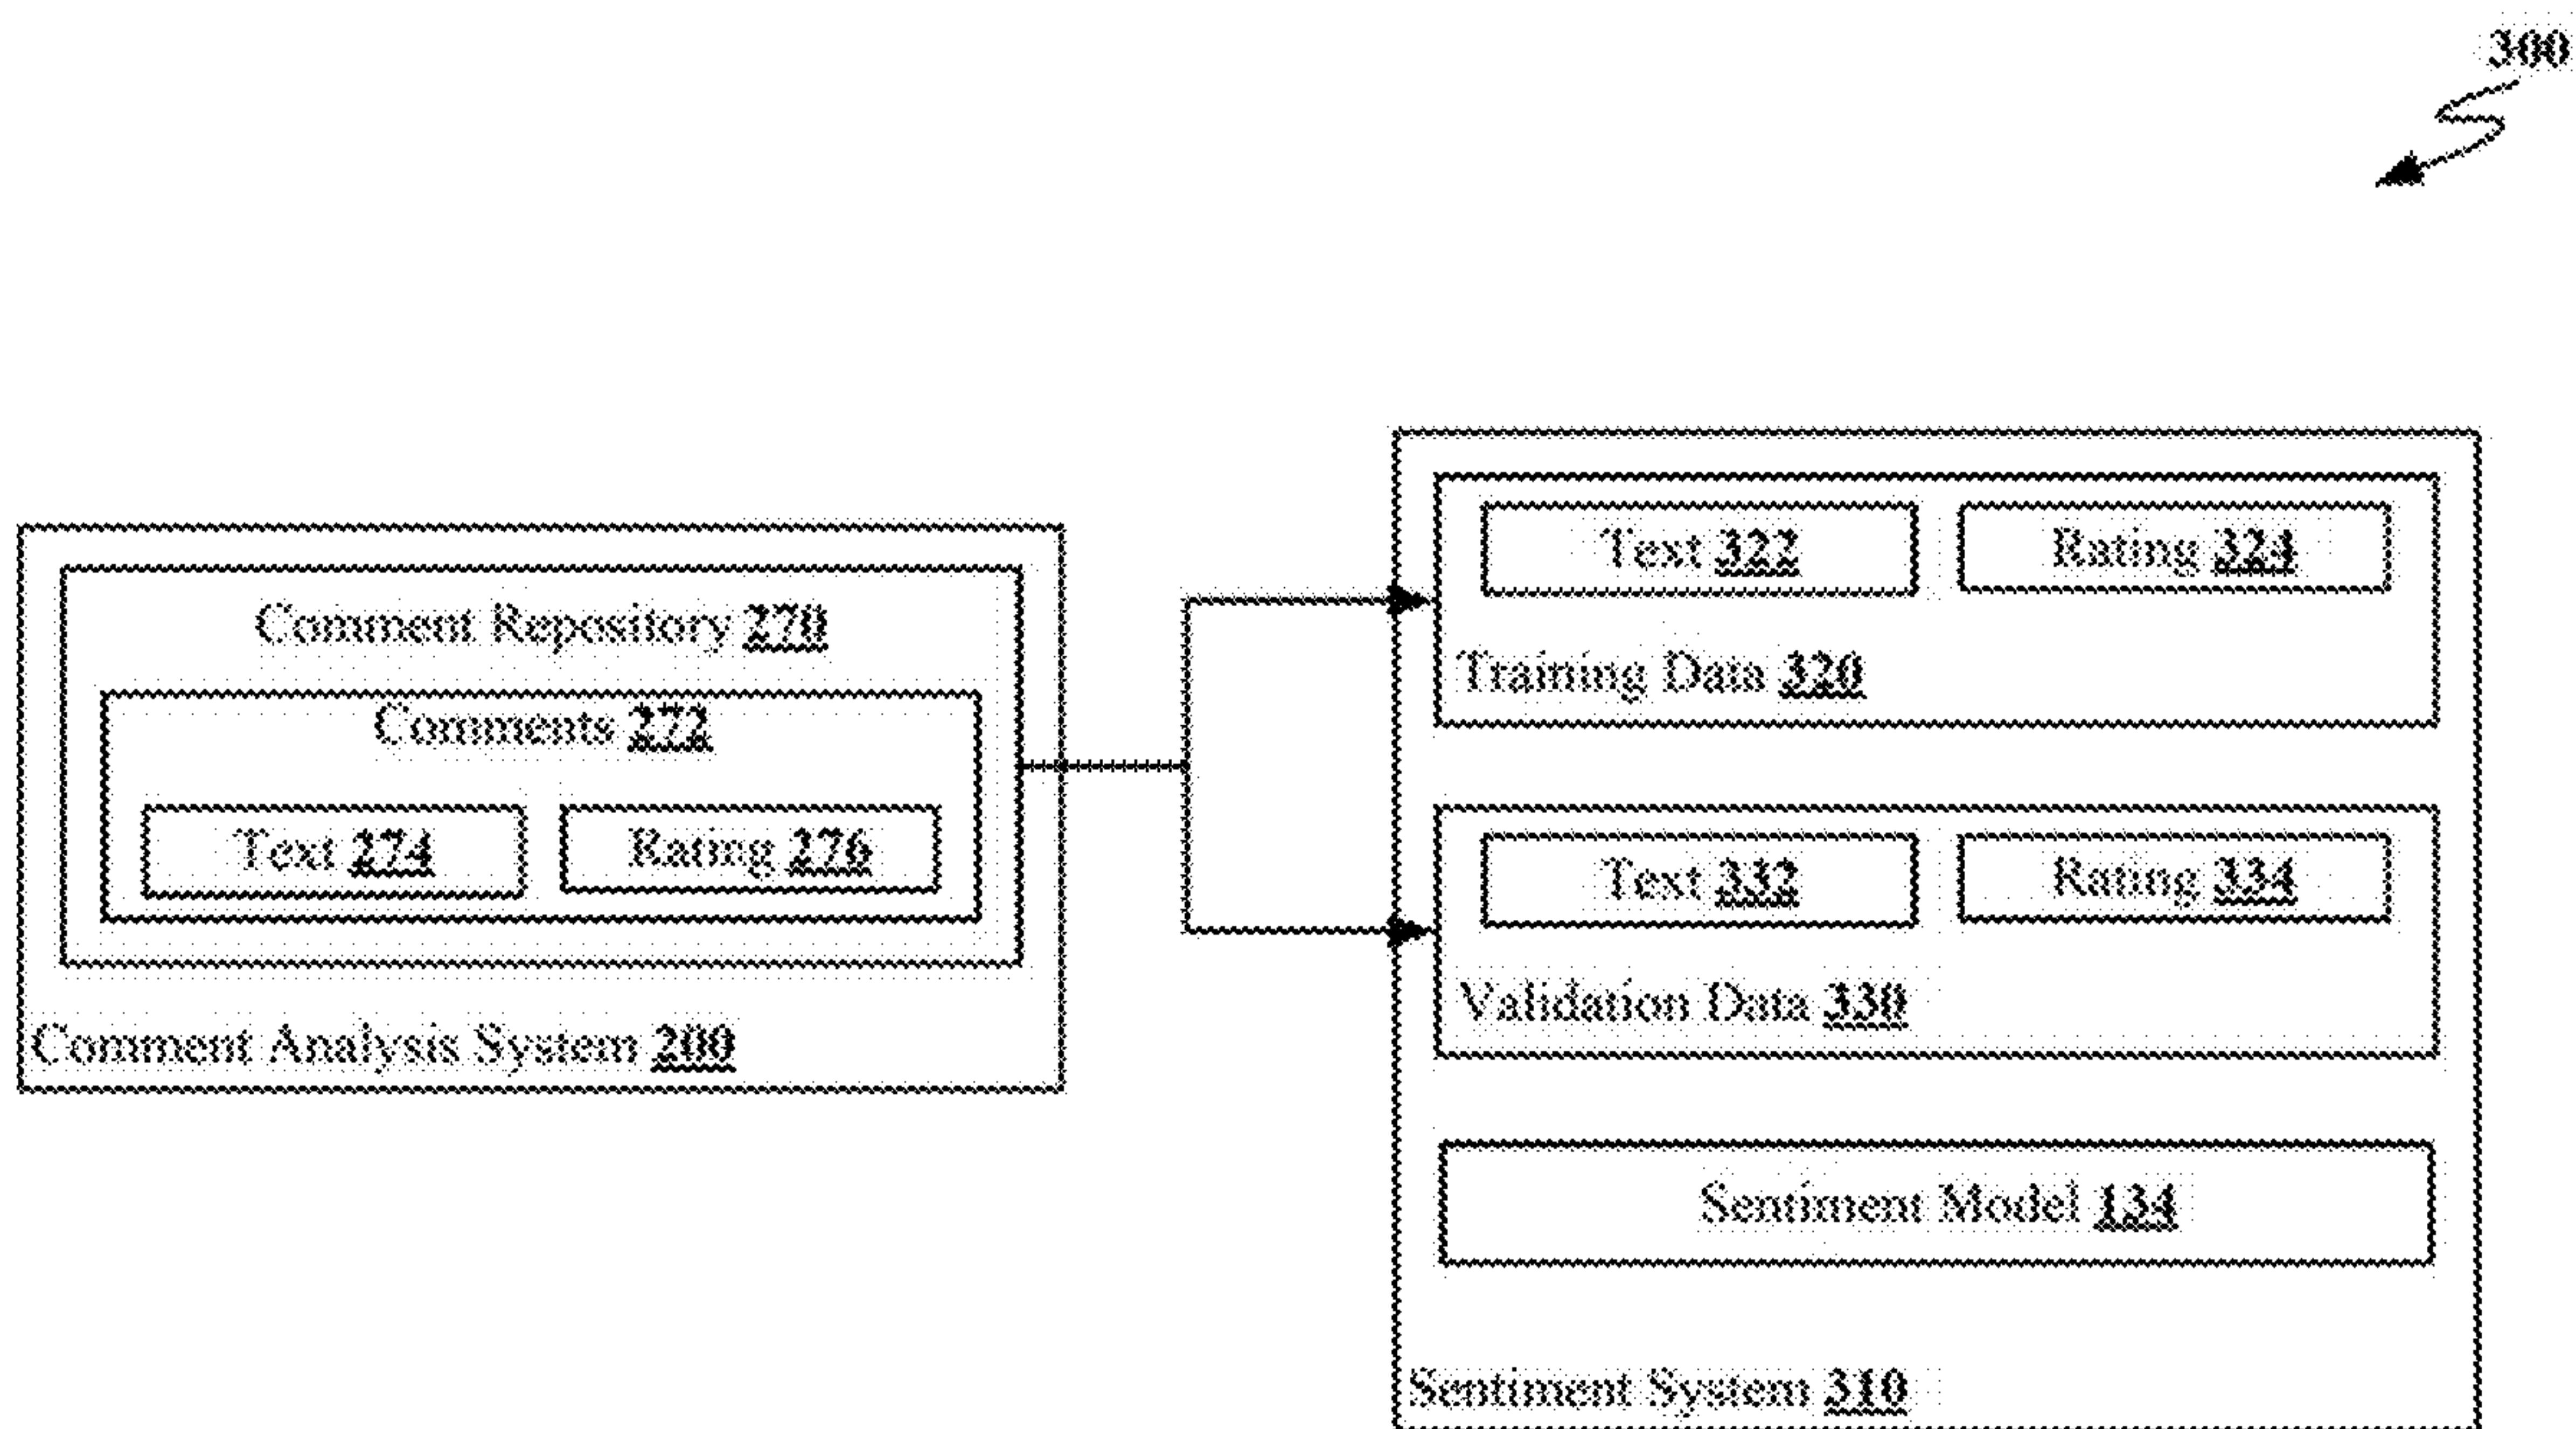 300
Comment Repository 270
Comments 272
Text 274
Rating 276
Comment Analysis System 200
Text 322
Rating 324
Training Data 320
Text 332
Rating 334
Validation Data 330
Sentiment Model 134
Sentiment System 310